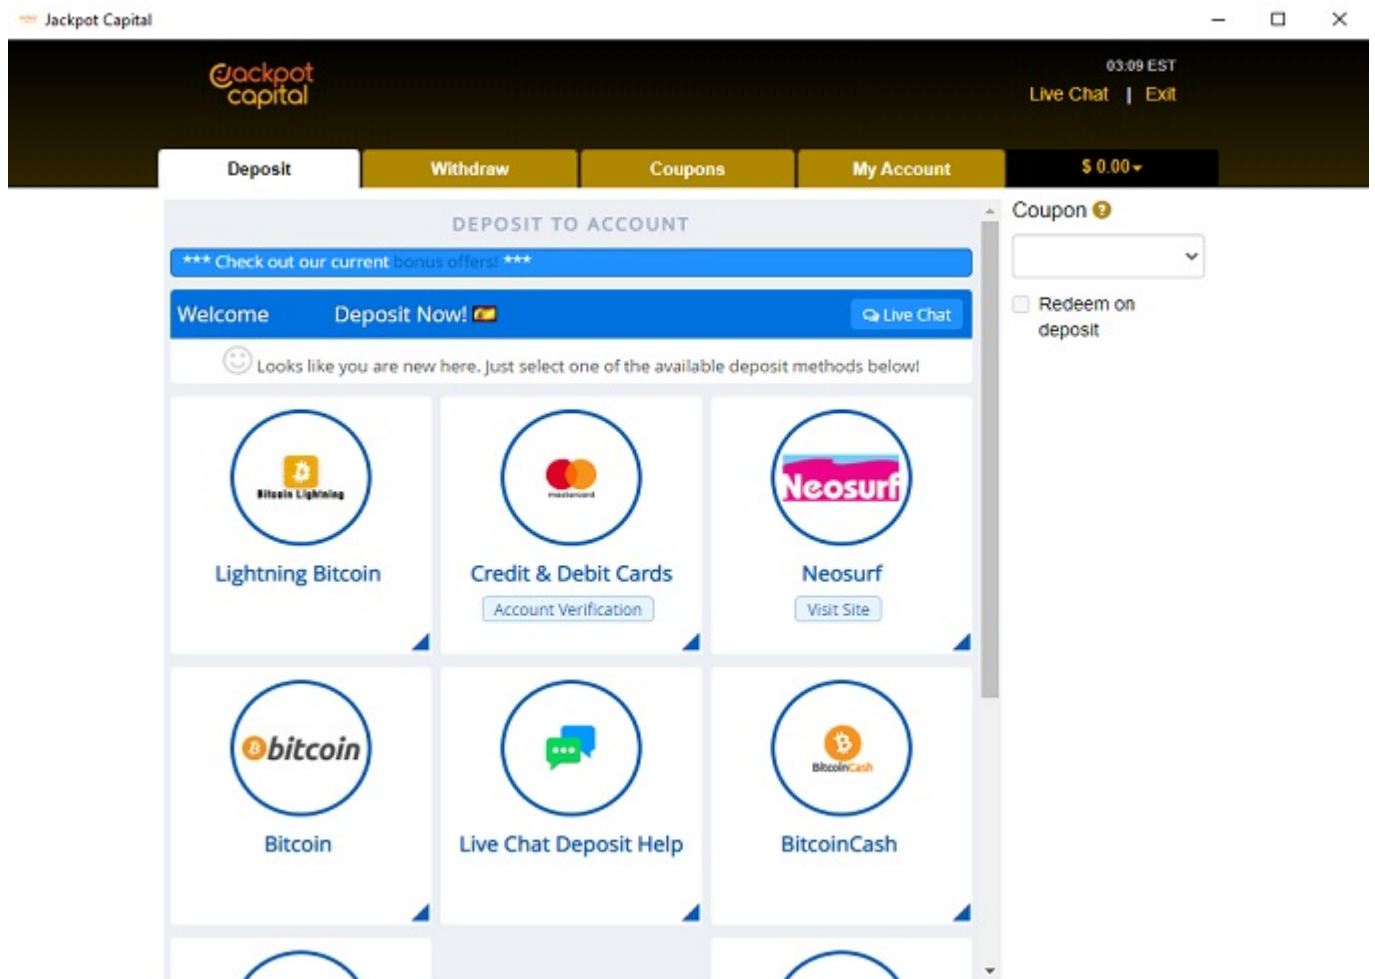 Jackpot Capital
Jackpot
capital
03:09 EST
Live Chat | Exit
Deposit
Withdraw
Coupons
My Account
$ 0.00
DEPOSIT TO ACCOUNT
*** Check out our current bonus offers! ***
Welcome Deposit Now!
Live Chat
Looks like you are new here. Just select one of the available deposit methods below!
Coupon ?
Redeem on
deposit
Bitcoin Lightning
mastercard
Neosurf
Lightning Bitcoin
Credit & Debit Cards
Neosurf
Account Verification
Visit Site
bitcoin
BitcoinCash
Bitcoin
Live Chat Deposit Help
BitcoinCash